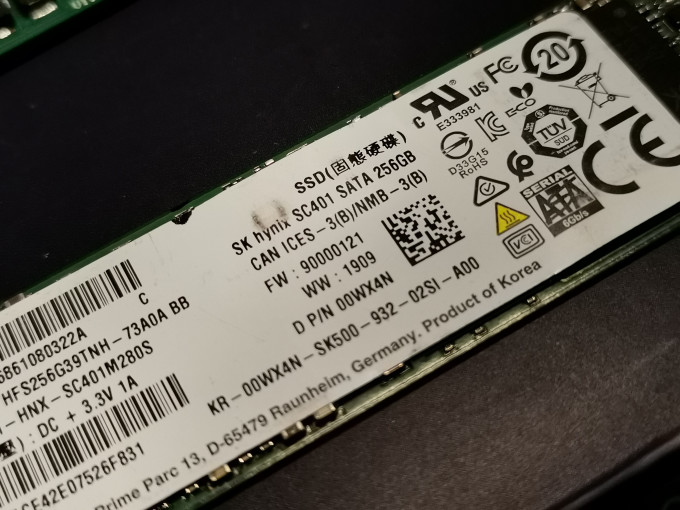 SSD(固態硬碟)
SK hynix SC401 SATA 256GB
CAN ICES-3(B)/NMB-3(B)
FW : 90000121
WW : 1909
D P/N 00WX4N
KR-00WX4N-SK500-932-02SI-A00
Raunheim, Germany. Product of Korea
Prime Parc 13, D-65479
C
6861080322A
HFS256G39TNH-73A0A BB
-HNX-SC401M280S
: DC + 3.3V 1A
CE42E07526F831
C US
E333981
FC
20
ECO
D33G15
RoHS
TÜV
SÜD
CE
SERIAL
ATA
6Gb/s
VCI